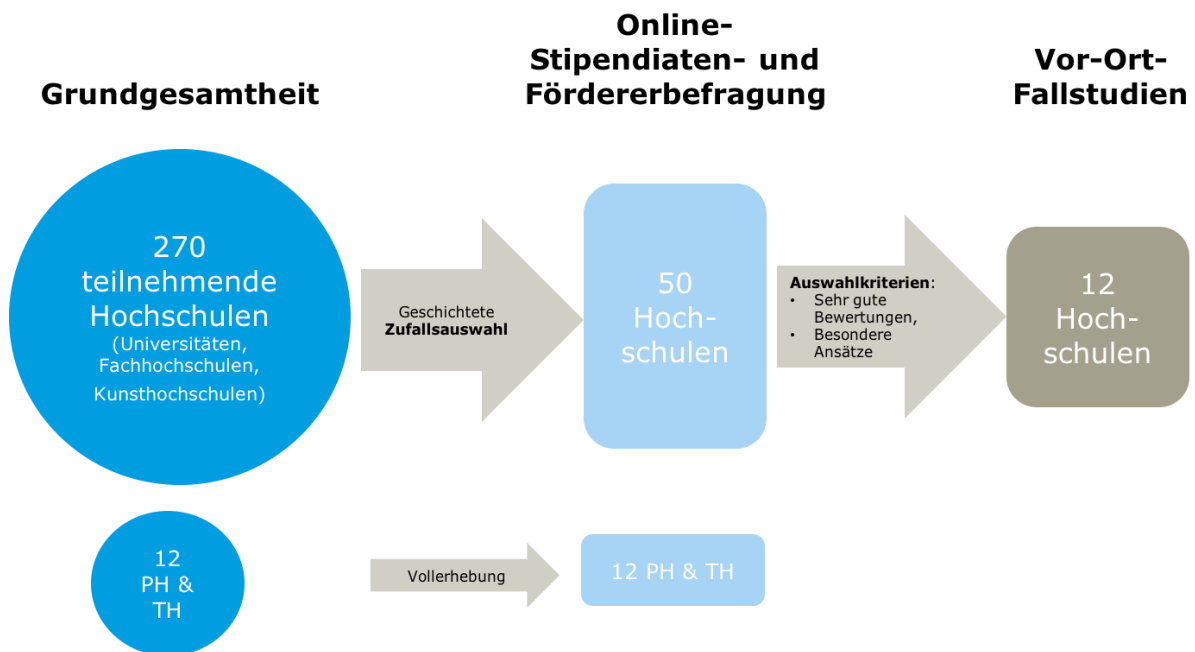 Grundgesamtheit
Online-
Stipendiaten- und
Fördererbefragung
Vor-Ort-
Fallstudien
270
teilnehmende
Hochschulen
(Universitäten,
Fachhochschulen,
Kunsthochschulen)
Geschichtete
Zufallsauswahl
50
Hoch-
schulen
Auswahlkriterien:
• Sehr gute
Bewertungen,
• Besondere
Ansätze
12
Hoch-
schulen
12
PH &
TH
Vollerhebung
12 PH & TH